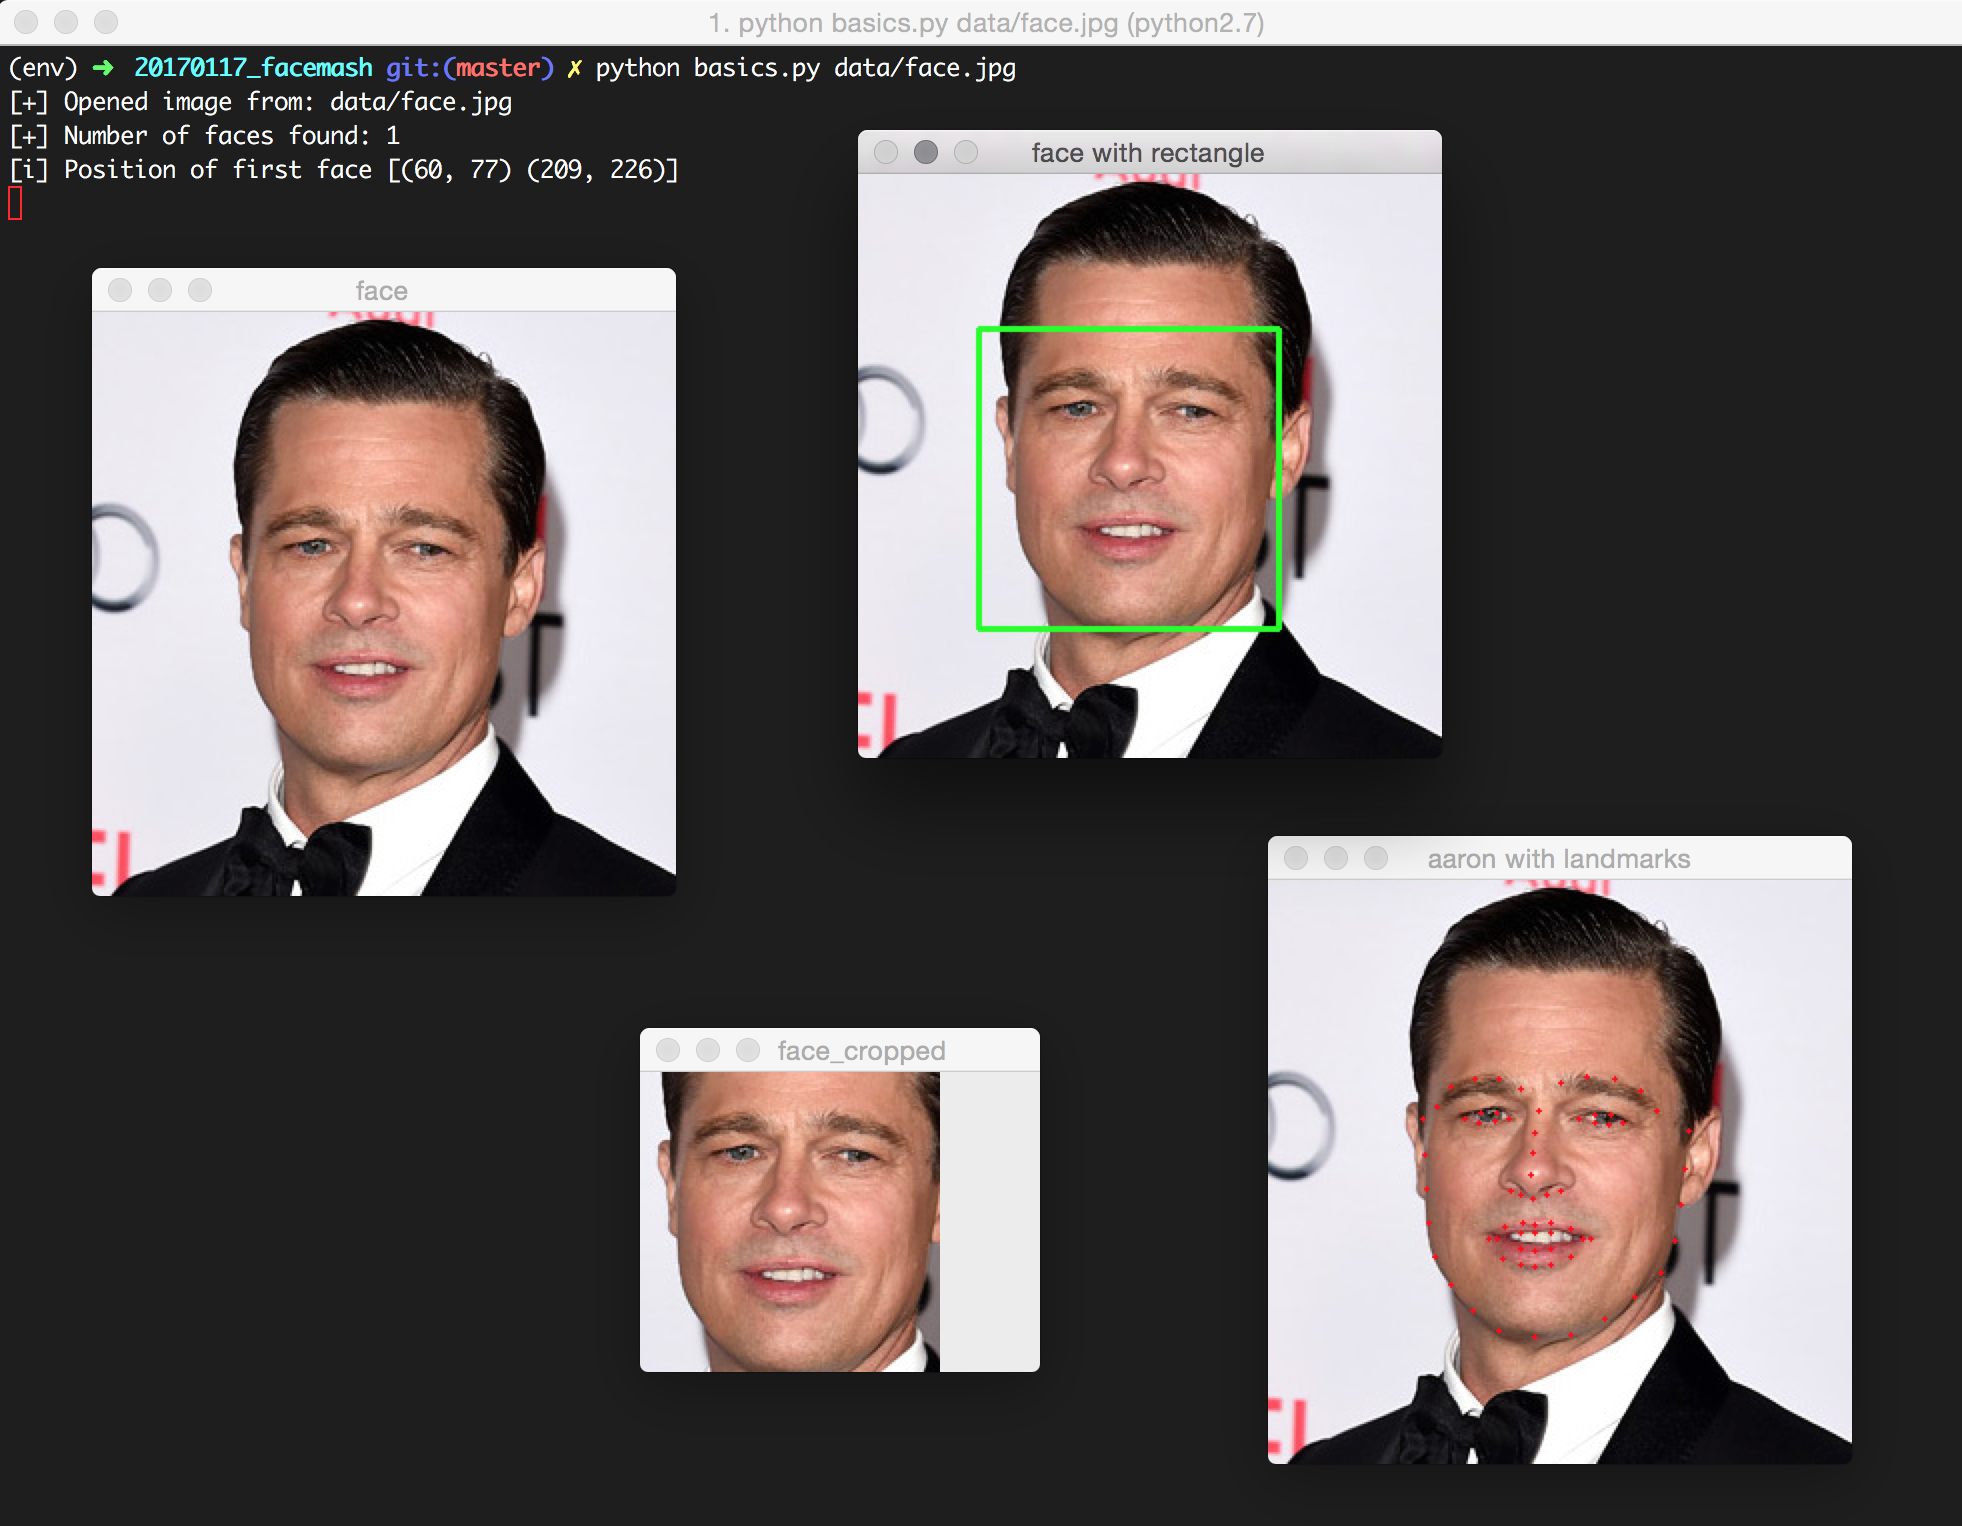 1. python basics.py data/face.jpg (python2.7)
(env) ➜ 20170117_facemash git:(master) ✗ python basics.py data/face.jpg
[+] Opened image from: data/face.jpg
[+] Number of faces found: 1
[i] Position of first face [(60, 77) (209, 226)]
face with rectangle
face
aaron with landmarks
face_cropped